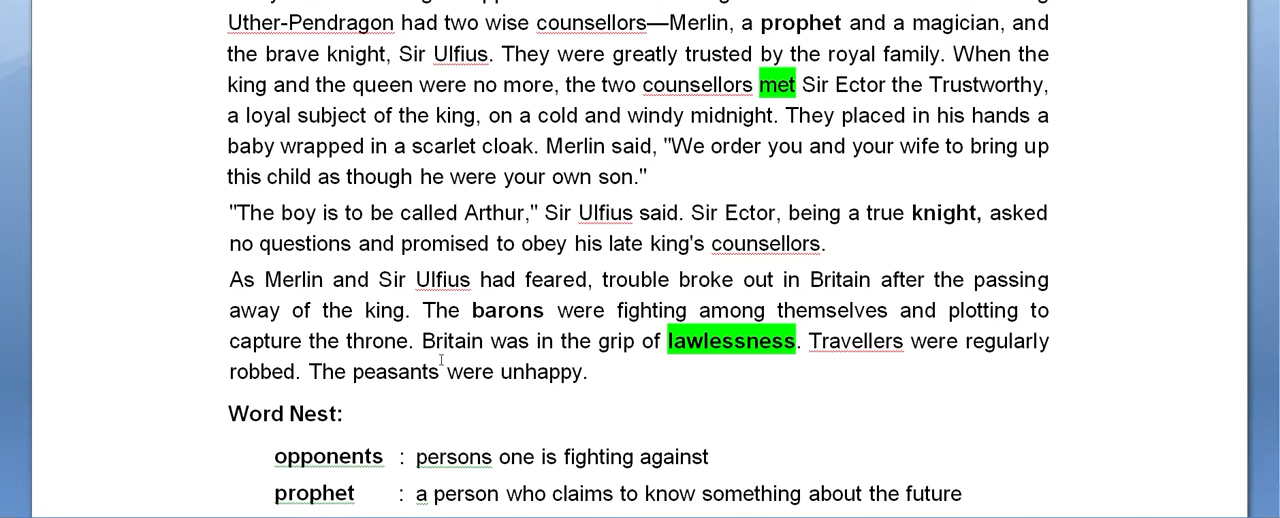 Uther-Pendragon had two wise counsellors—Merlin, a prophet and a magician, and
the brave knight, Sir Ulfius. They were greatly trusted by the royal family. When the
king and the queen were no more, the two counsellors met Sir Ector the Trustworthy,
a loyal subject of the king, on a cold and windy midnight. They placed in his hands a
baby wrapped in a scarlet cloak. Merlin said, "We order you and your wife to bring up
this child as though he were your own son."
"The boy is to be called Arthur," Sir Ulfius said. Sir Ector, being a true knight, asked
no questions and promised to obey his late king's counsellors.
As Merlin and Sir Ulfius had feared, trouble broke out in Britain after the passing
away of the king. The barons were fighting among themselves and plotting to
capture the throne. Britain was in the grip of lawlessness. Travellers were regularly
robbed. The peasants were unhappy.
Word Nest:
opponents : persons one is fighting against
prophet : a person who claims to know something about the future